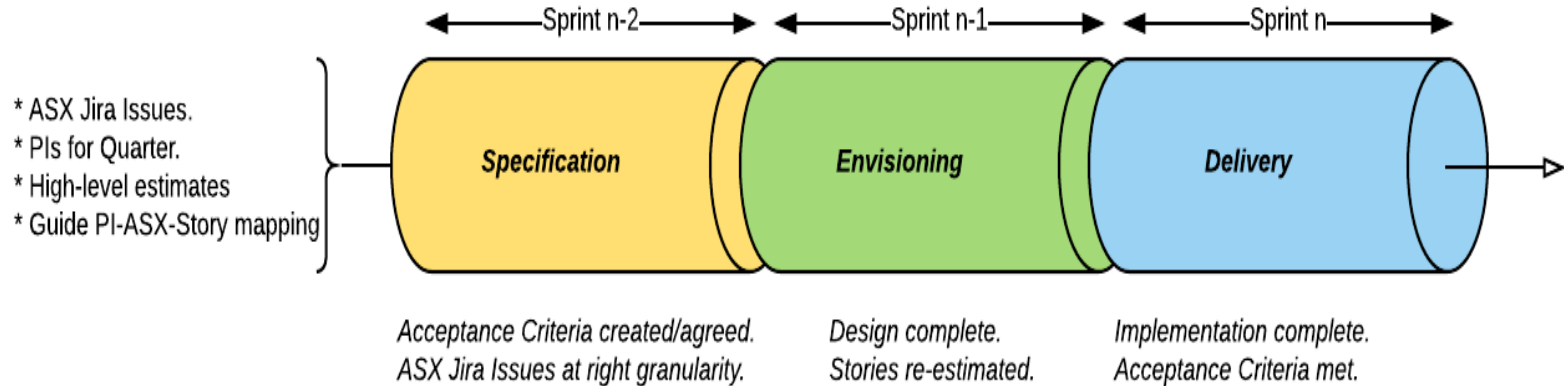 Sprint n-2
Sprint n-1
Sprint n
* ASX Jira Issues.
* PIs for Quarter.
* High-level estimates
* Guide PI-ASX-Story mapping
Specification
Envisioning
Delivery
Acceptance Criteria created/agreed.
ASX Jira Issues at right granularity.
Design complete.
Stories re-estimated.
Implementation complete.
Acceptance Criteria met.